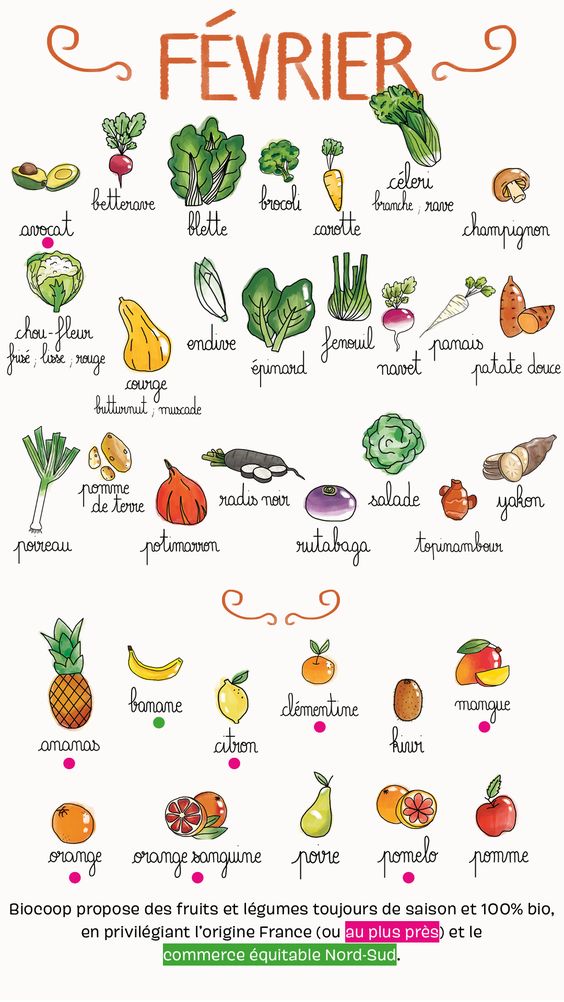 FÉVRIER
avocat
betterave
blette
brocoli
carotte
céleri
branche ; rave
champignon
chou-fleur
frisé ; lisse ; rouge
courge
butturnut ; muscade
endive
épinard
fenouil
navet
panais
patate douce
poireau
pomme
de terre
potimarron
radis noir
rutabaga
salade
topinambour
yakon
ananas
banane
citron
clémentine
kiwi
mangue
orange
orange sanguine
poire
pomelo
pomme
Biocoop propose des fruits et légumes toujours de saison et 100% bio,
en privilégiant l'origine France (ou au plus près) et le
commerce équitable Nord-Sud.